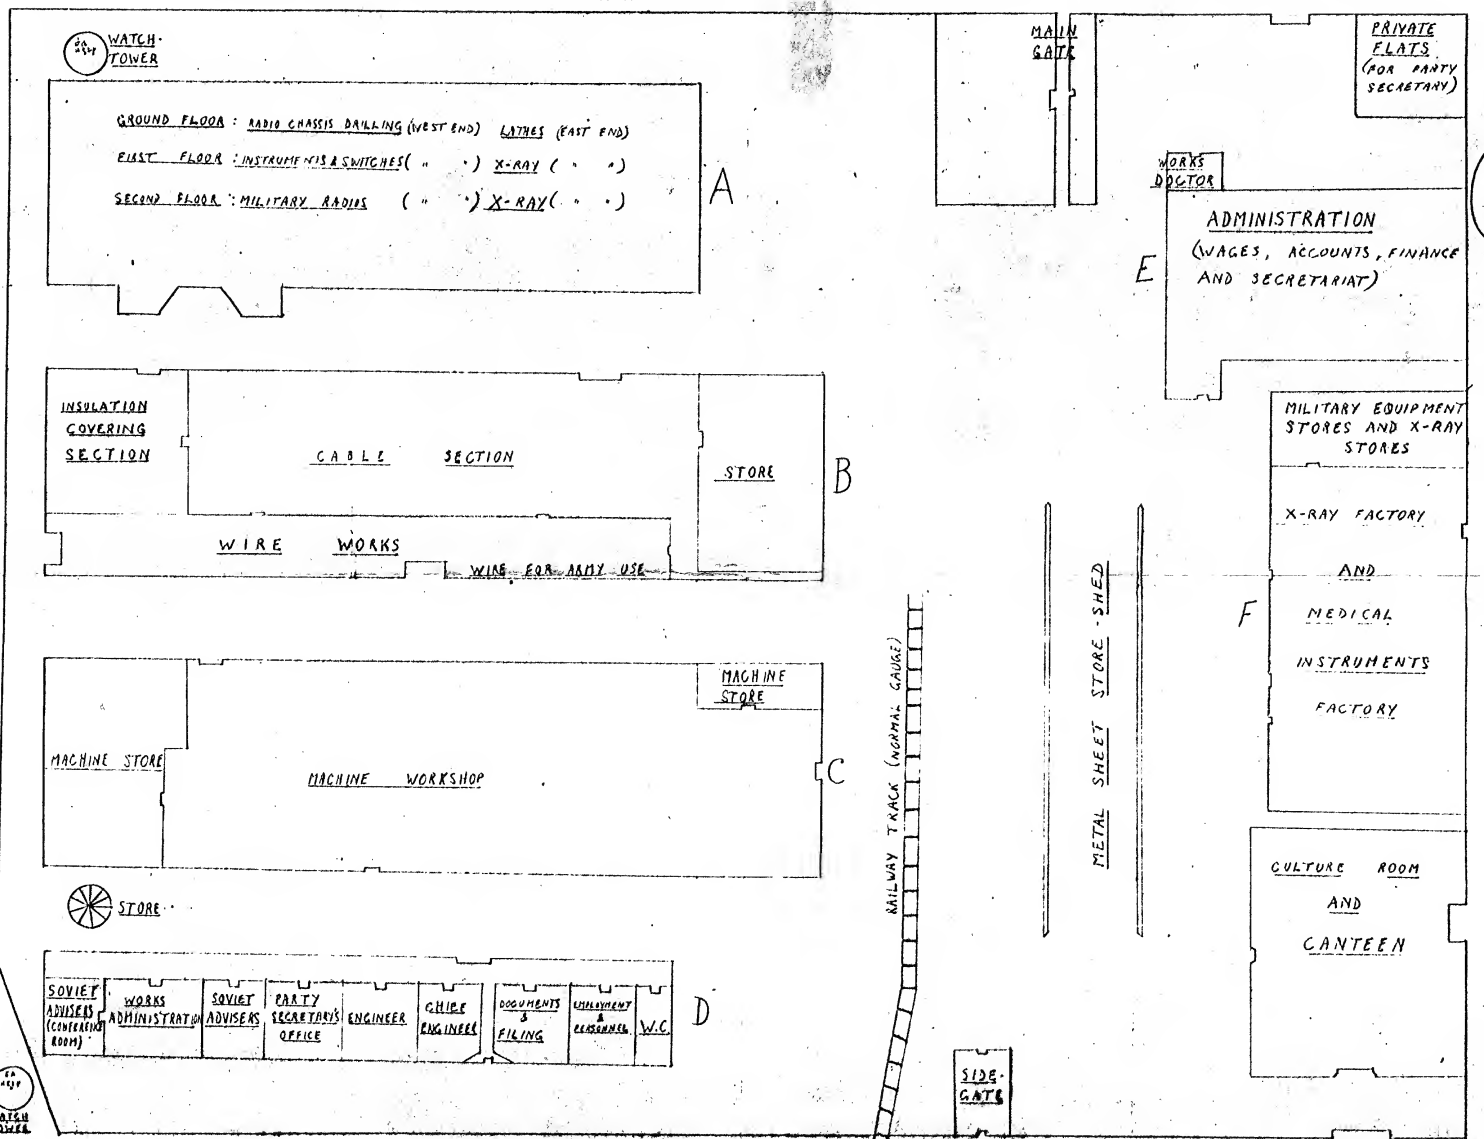 WATCH-
TOWER
GROUND FLOOR : RADIO CHASSIS DRILLING (WEST END) LATHES (EAST END)
FIRST FLOOR : INSTRUMENTS & SWITCHES ( " " ) X-RAY ( " " )
SECOND FLOOR : MILITARY RADIOS ( " " ) X-RAY ( " " )
A
MAIN
GATE
PRIVATE
FLATS
(FOR PARTY
SECRETARY)
WORKS
DOCTOR
ADMINISTRATION
(WAGES, ACCOUNTS, FINANCE
AND SECRETARIAT)
E
INSULATION
COVERING
SECTION
CABLE SECTION
STORE
B
WIRE WORKS
WIRE FOR ARMY USE
MILITARY EQUIPMENT
STORES AND X-RAY
STORES
X-RAY FACTORY
AND
MEDICAL
INSTRUMENTS
FACTORY
F
METAL SHEET STORE-SHED
RAILWAY TRACK (NORMAL GAUGE)
MACHINE STORE
MACHINE WORKSHOP
MACHINE
STORE
C
STORE
CULTURE ROOM
AND
CANTEEN
SOVIET
ADVISERS
(CONFERENCE
ROOM)
WORKS
ADMINISTRATION
SOVIET
ADVISERS
PARTY
SECRETARY'S
OFFICE
ENGINEER
CHIEF
ENGINEER
DOCUMENTS
&
FILING
EMPLOYMENT
&
PERSONNEL
W.C.
D
SIDE-
GATE
WATCH
TOWER